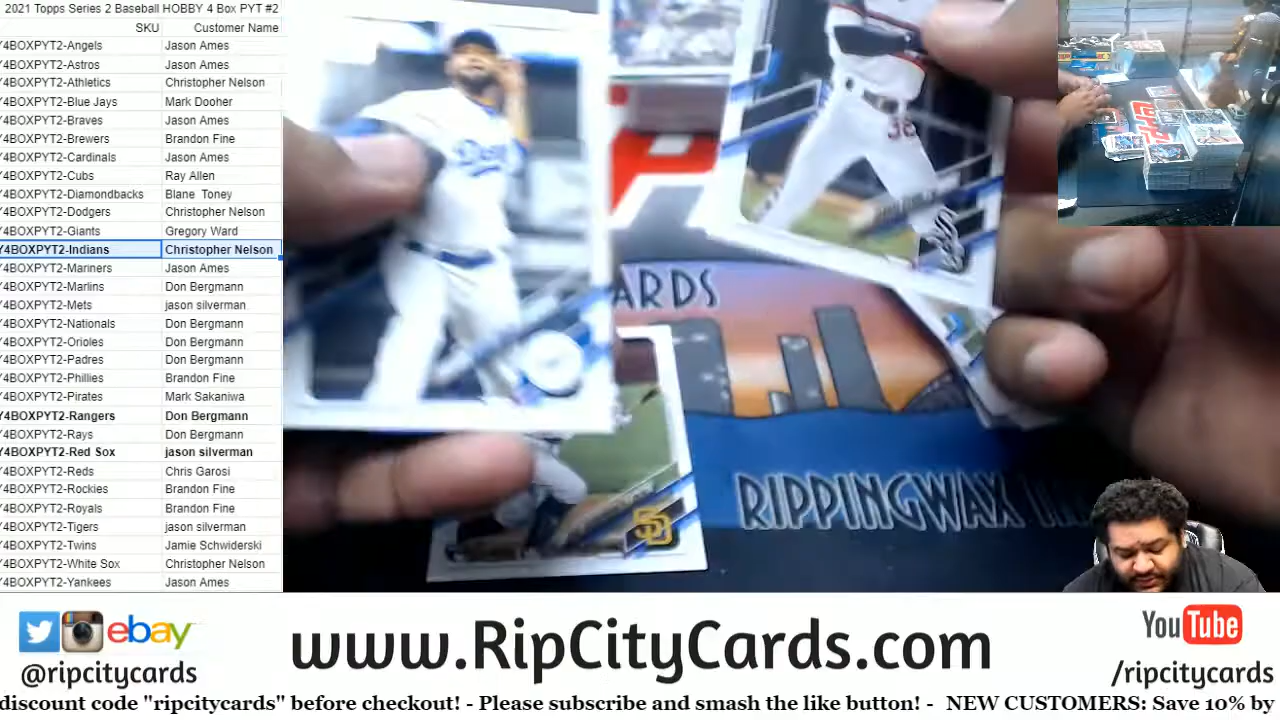 2021 Topps Series 2 Baseball HOBBY 4 Box PYT #2
SKU Customer Name
Y4BOXPYT2-Angels Jason Ames
Y4BOXPYT2-Astros Jason Ames
Y4BOXPYT2-Athletics Christopher Nelson
Y4BOXPYT2-Blue Jays Mark Dooher
Y4BOXPYT2-Braves Jason Ames
Y4BOXPYT2-Brewers Brandon Fine
Y4BOXPYT2-Cardinals Jason Ames
Y4BOXPYT2-Cubs Ray Allen
Y4BOXPYT2-Diamondbacks Blane Toney
Y4BOXPYT2-Dodgers Christopher Nelson
Y4BOXPYT2-Giants Gregory Ward
Y4BOXPYT2-Indians Christopher Nelson
Y4BOXPYT2-Mariners Jason Ames
Y4BOXPYT2-Marlins Don Bergmann
Y4BOXPYT2-Mets jason silverman
Y4BOXPYT2-Nationals Don Bergmann
Y4BOXPYT2-Orioles Don Bergmann
Y4BOXPYT2-Padres Don Bergmann
Y4BOXPYT2-Phillies Brandon Fine
Y4BOXPYT2-Pirates Mark Sakaniwa
Y4BOXPYT2-Rangers Don Bergmann
Y4BOXPYT2-Rays Don Bergmann
Y4BOXPYT2-Red Sox jason silverman
Y4BOXPYT2-Reds Chris Garosi
Y4BOXPYT2-Rockies Brandon Fine
Y4BOXPYT2-Royals Brandon Fine
Y4BOXPYT2-Tigers jason silverman
Y4BOXPYT2-Twins Jamie Schwiderski
Y4BOXPYT2-White Sox Christopher Nelson
Y4BOXPYT2-Yankees Jason Ames
ARDS
RIPPINGWAX
SD
ebay
@ripcitycards
www.RipCityCards.com
YouTube
/ripcitycards
discount code "ripcitycards" before checkout! - Please subscribe and smash the like button! - NEW CUSTOMERS: Save 10% by